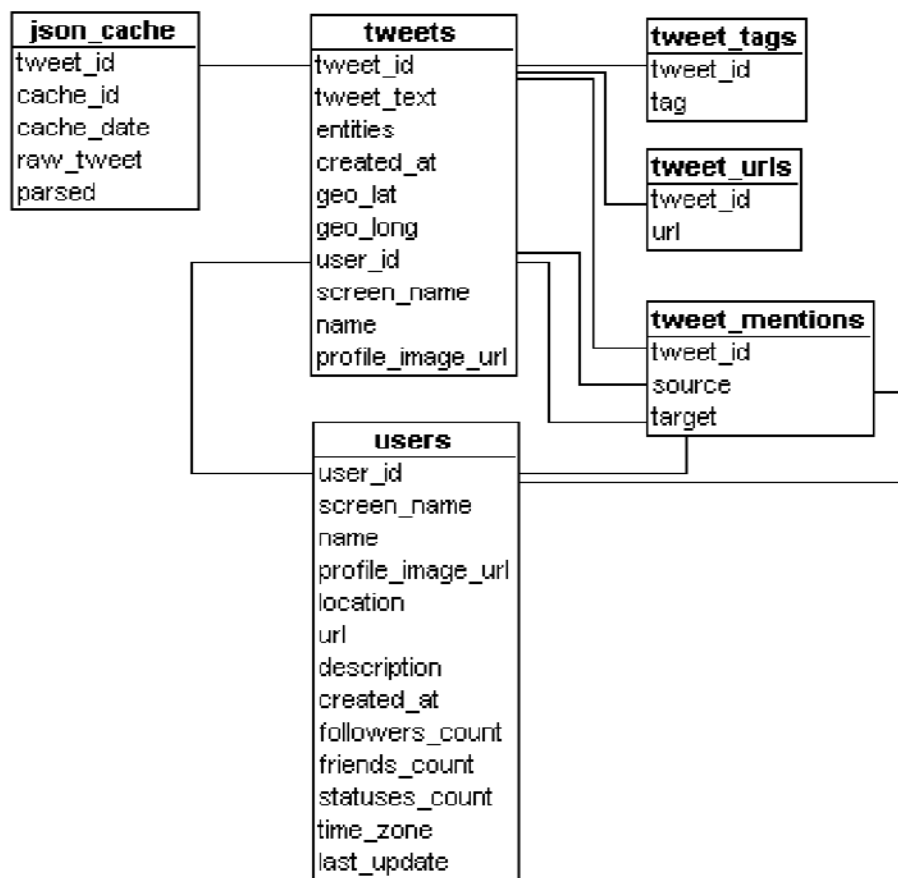 json_cache
tweet_id
cache_id
cache_date
raw_tweet
parsed
tweets
tweet_id
tweet_text
entities
created_at
geo_lat
geo_long
user_id
screen_name
name
profile_image_url
tweet_tags
tweet_id
tag
tweet_urls
tweet_id
url
tweet_mentions
tweet_id
source
target
users
user_id
screen_name
name
profile_image_url
location
url
description
created_at
followers_count
friends_count
statuses_count
time_zone
last_update